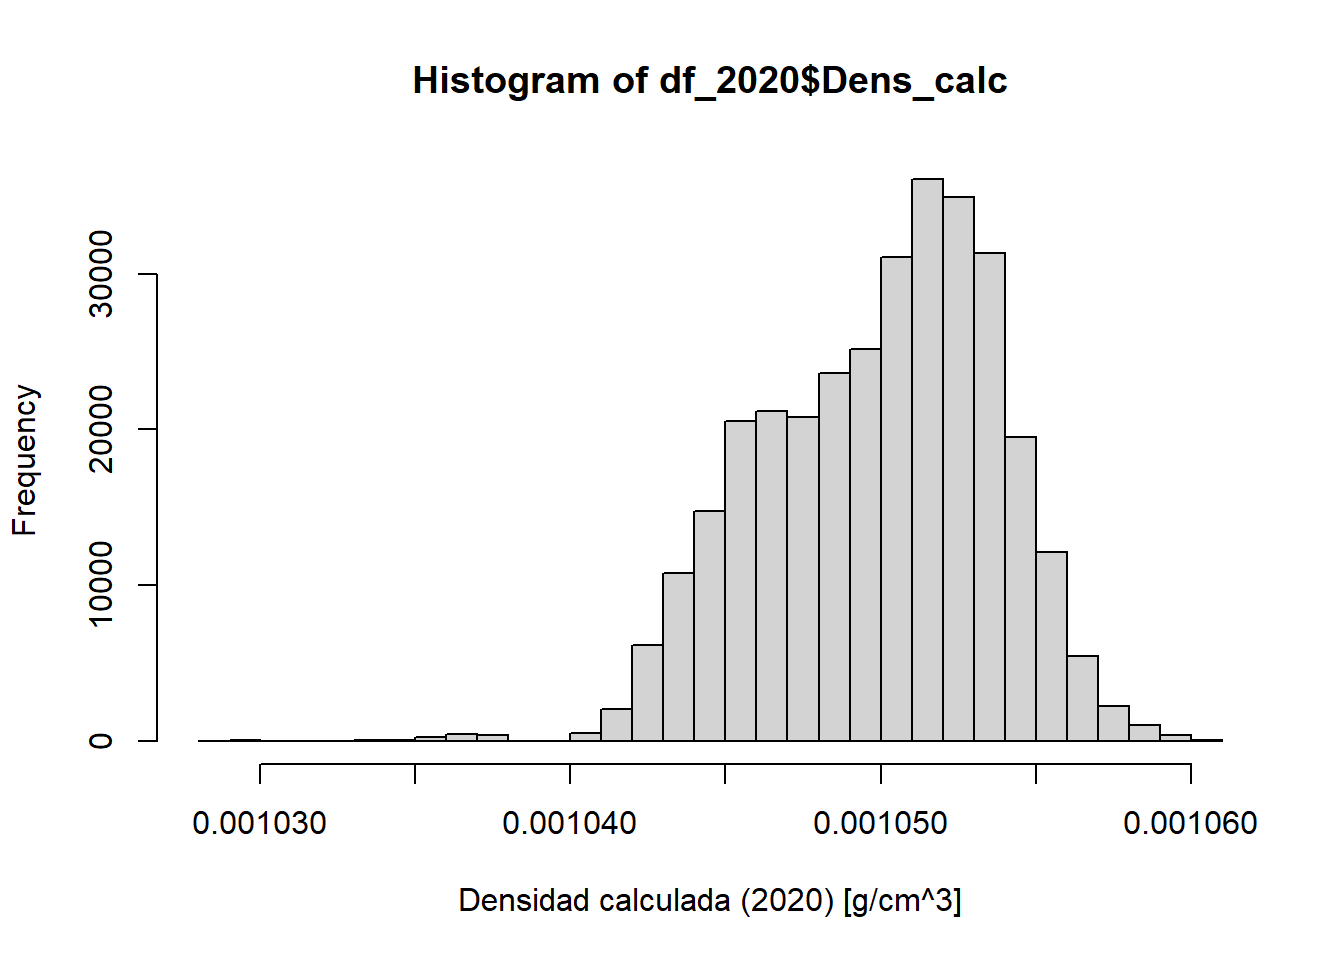 Histogram of df_2020$Dens_calc
Frequency
30000
20000
10000
0
0.001030 0.001040 0.001050 0.001060
Densidad calculada (2020) [g/cm^3]